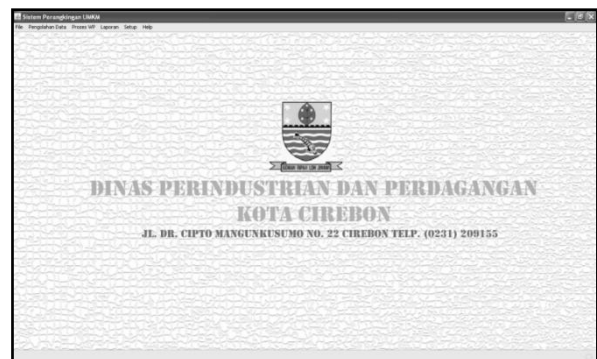 Sistem Perangkingan UMKM
File Pengolahan Data Proses WP Laporan Setup Help
DINAS PERINDUSTRIAN DAN PERDAGANGAN
KOTA CIREBON
JL. DR. CIPTO MANGUNKUSUMO NO. 22 CIREBON TELP. (0231) 209155